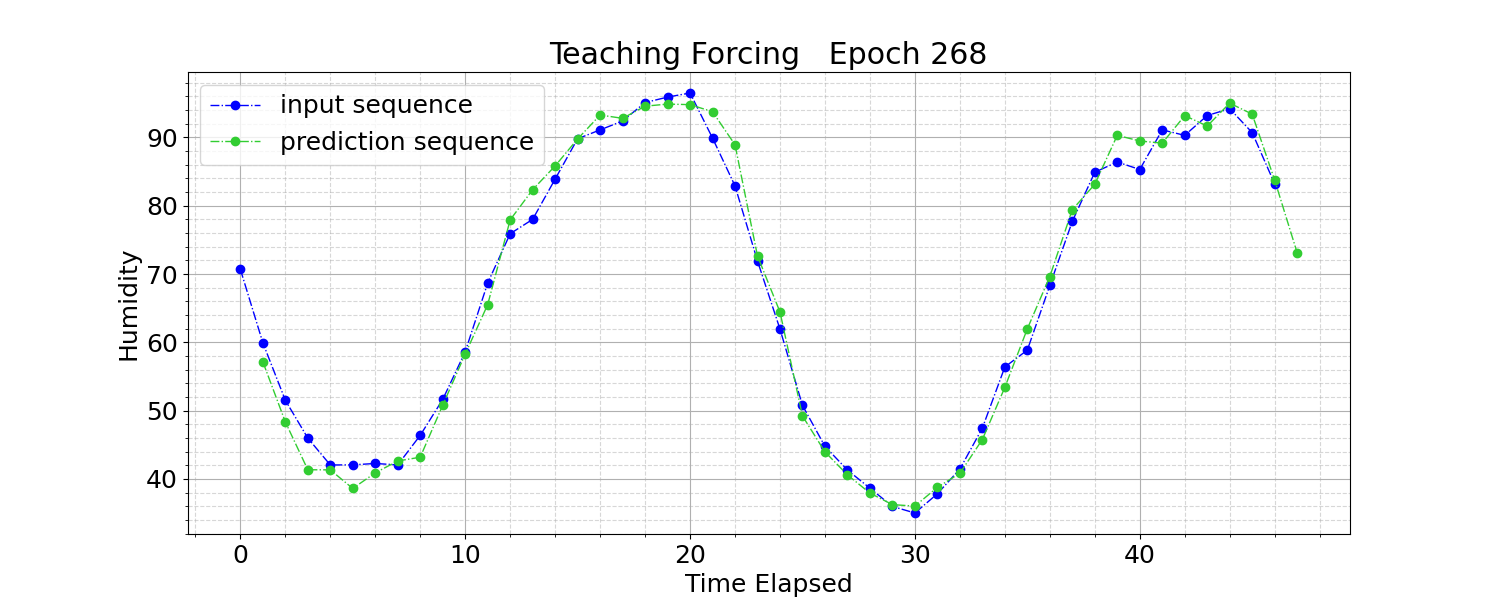 Teaching Forcing   Epoch 268
input sequence
prediction sequence
Humidity
90
80
70
60
50
40
0 10 20 30 40
Time Elapsed